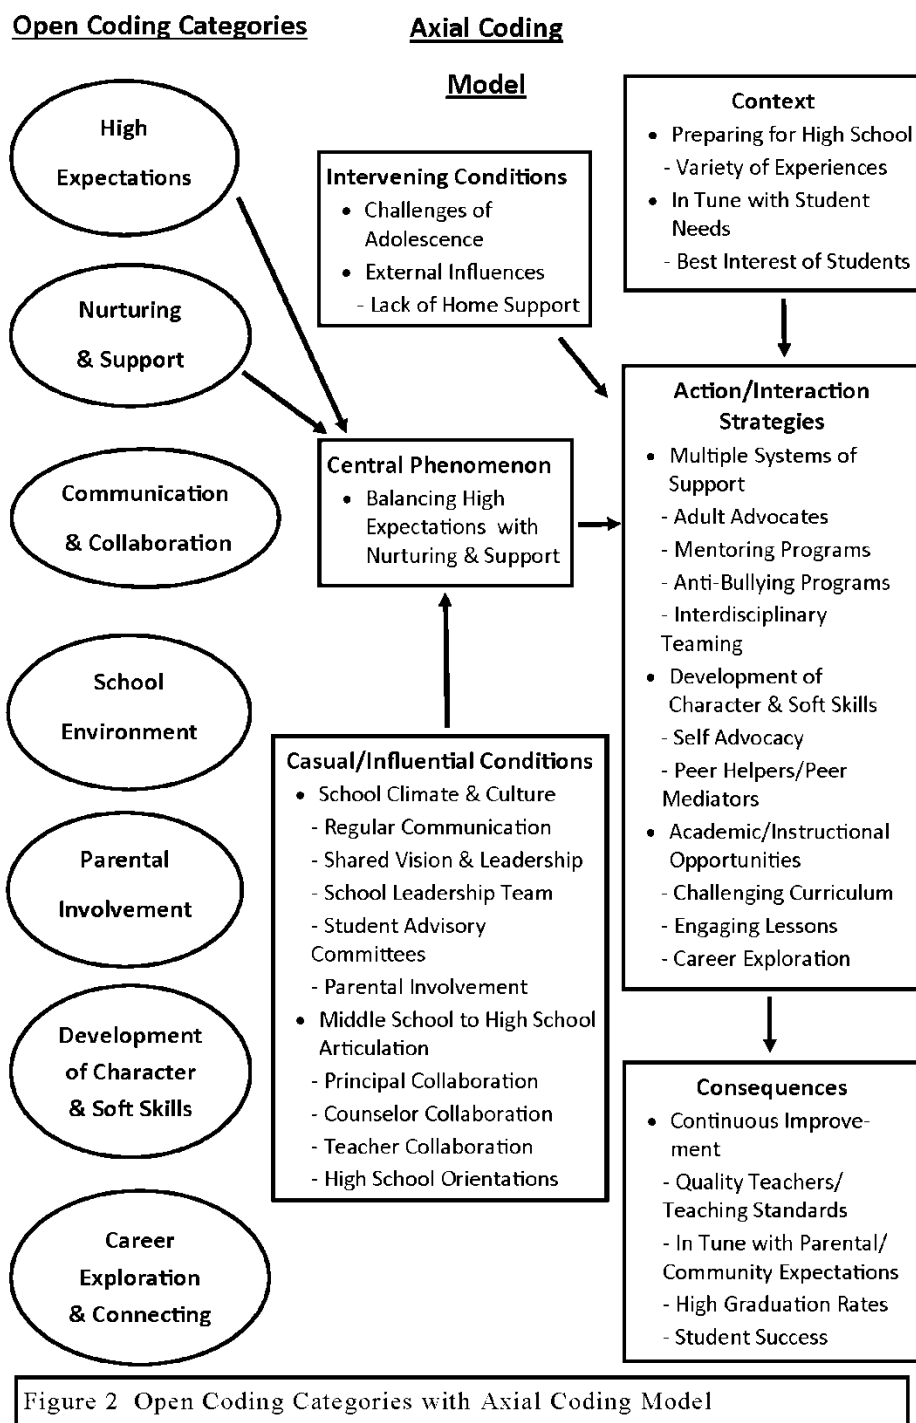 Open Coding Categories
Axial Coding
Model
High
Expectations
Nurturing
& Support
Communication
& Collaboration
School
Environment
Parental
Involvement
Development
of Character
& Soft Skills
Career
Exploration
& Connecting
Intervening Conditions
• Challenges of
Adolescence
• External Influences
- Lack of Home Support
Central Phenomenon
• Balancing High
Expectations with
Nurturing & Support
Casual/Influential Conditions
• School Climate & Culture
- Regular Communication
- Shared Vision & Leadership
- School Leadership Team
- Student Advisory
Committees
- Parental Involvement
• Middle School to High School
Articulation
- Principal Collaboration
- Counselor Collaboration
- Teacher Collaboration
- High School Orientations
Context
• Preparing for High School
- Variety of Experiences
• In Tune with Student
Needs
- Best Interest of Students
Action/Interaction
Strategies
• Multiple Systems of
Support
- Adult Advocates
- Mentoring Programs
- Anti-Bullying Programs
- Interdisciplinary
Teaming
• Development of
Character & Soft Skills
- Self Advocacy
- Peer Helpers/Peer
Mediators
• Academic/Instructional
Opportunities
- Challenging Curriculum
- Engaging Lessons
- Career Exploration
Consequences
• Continuous Improve-
ment
- Quality Teachers/
Teaching Standards
- In Tune with Parental/
Community Expectations
- High Graduation Rates
- Student Success
Figure 2 Open Coding Categories with Axial Coding Model